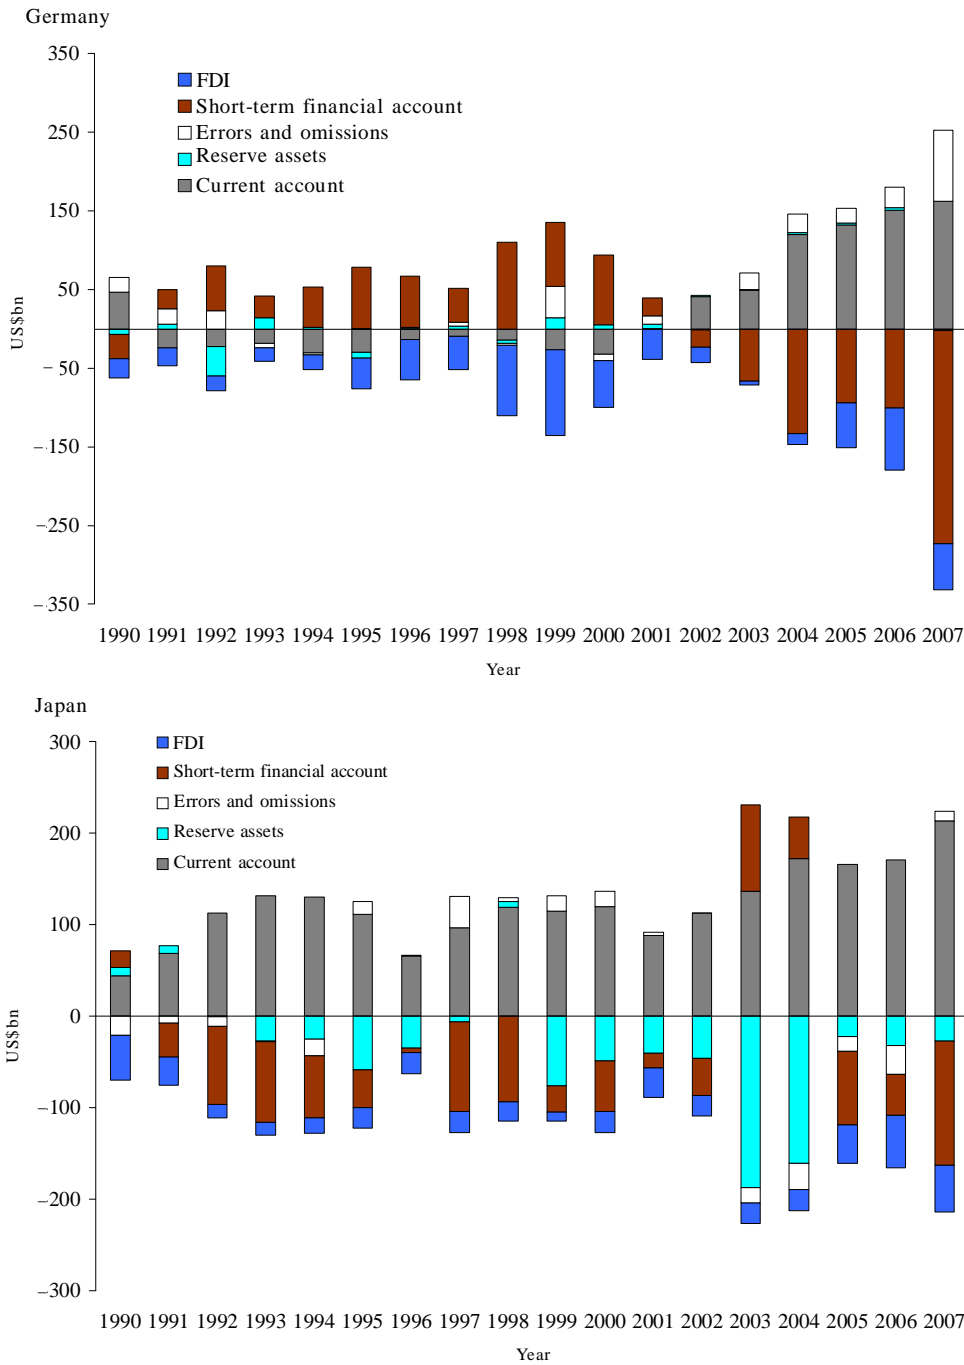 Germany
350
250
150
50
−50
−150
−250
−350
US$bn
FDI
Short-term financial account
Errors and omissions
Reserve assets
Current account
1990 1991 1992 1993 1994 1995 1996 1997 1998 1999 2000 2001 2002 2003 2004 2005 2006 2007
Year
Japan
300
200
100
0
−100
−200
−300
US$bn
FDI
Short-term financial account
Errors and omissions
Reserve assets
Current account
1990 1991 1992 1993 1994 1995 1996 1997 1998 1999 2000 2001 2002 2003 2004 2005 2006 2007
Year